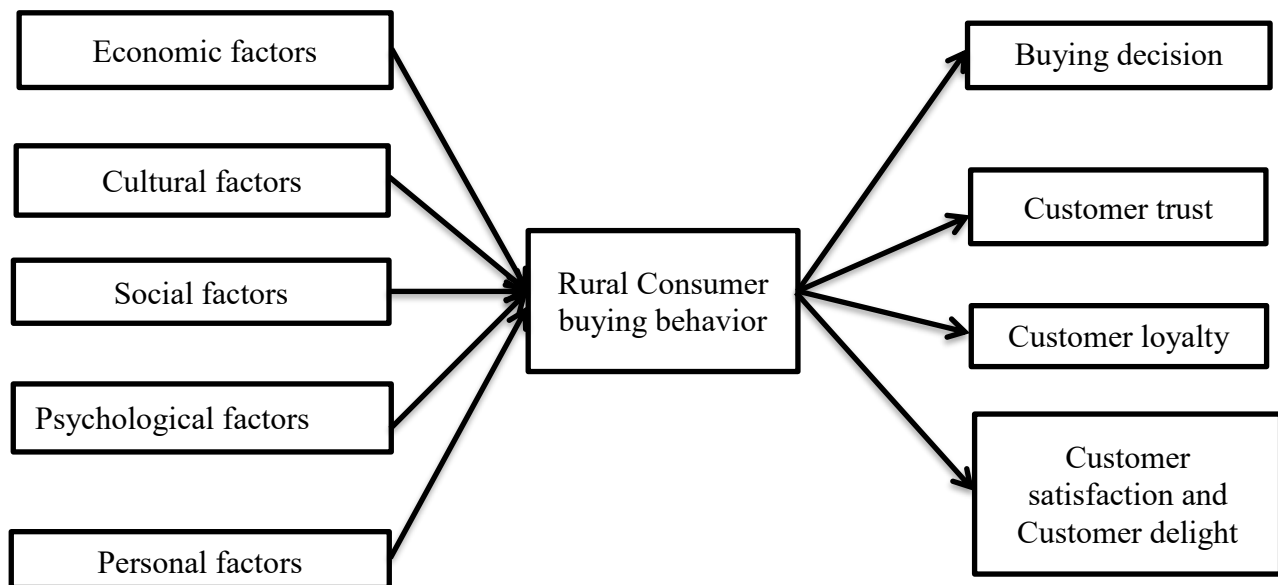 Economic factors
Cultural factors
Social factors
Psychological factors
Personal factors
Rural Consumer
buying behavior
Buying decision
Customer trust
Customer loyalty
Customer
satisfaction and
Customer delight